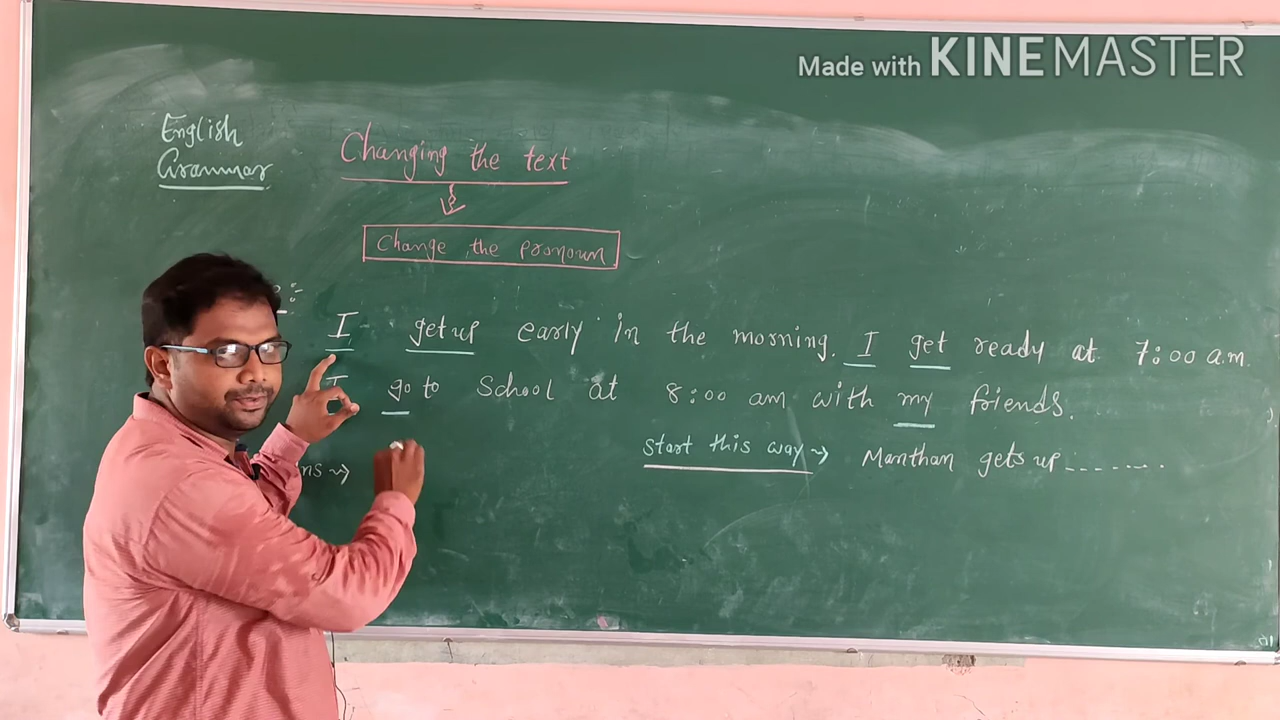 Made with KINEMASTER
English
Grammar
Changing the text
Change the pronoun
I get up early in the morning. I get ready at 7:00 a.m.
I go to School at 8:00 am with my friends.
Start this way → Manthan gets up .......
ns →